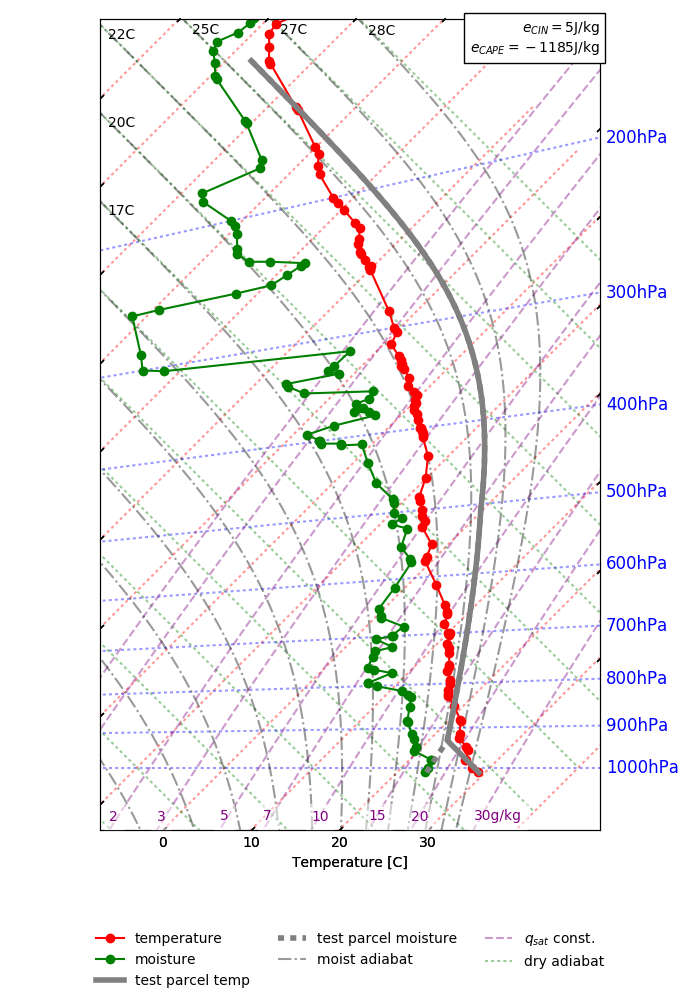 22C
25C
27C
28C
e_CIN = 5J/kg
e_CAPE = −1185J/kg
20C
200hPa
17C
300hPa
400hPa
500hPa
600hPa
700hPa
800hPa
900hPa
1000hPa
2 3 5 7 10 15 20 30g/kg
0 10 20 30
Temperature [C]
temperature
moisture
test parcel temp
test parcel moisture
moist adiabat
q_sat const.
dry adiabat